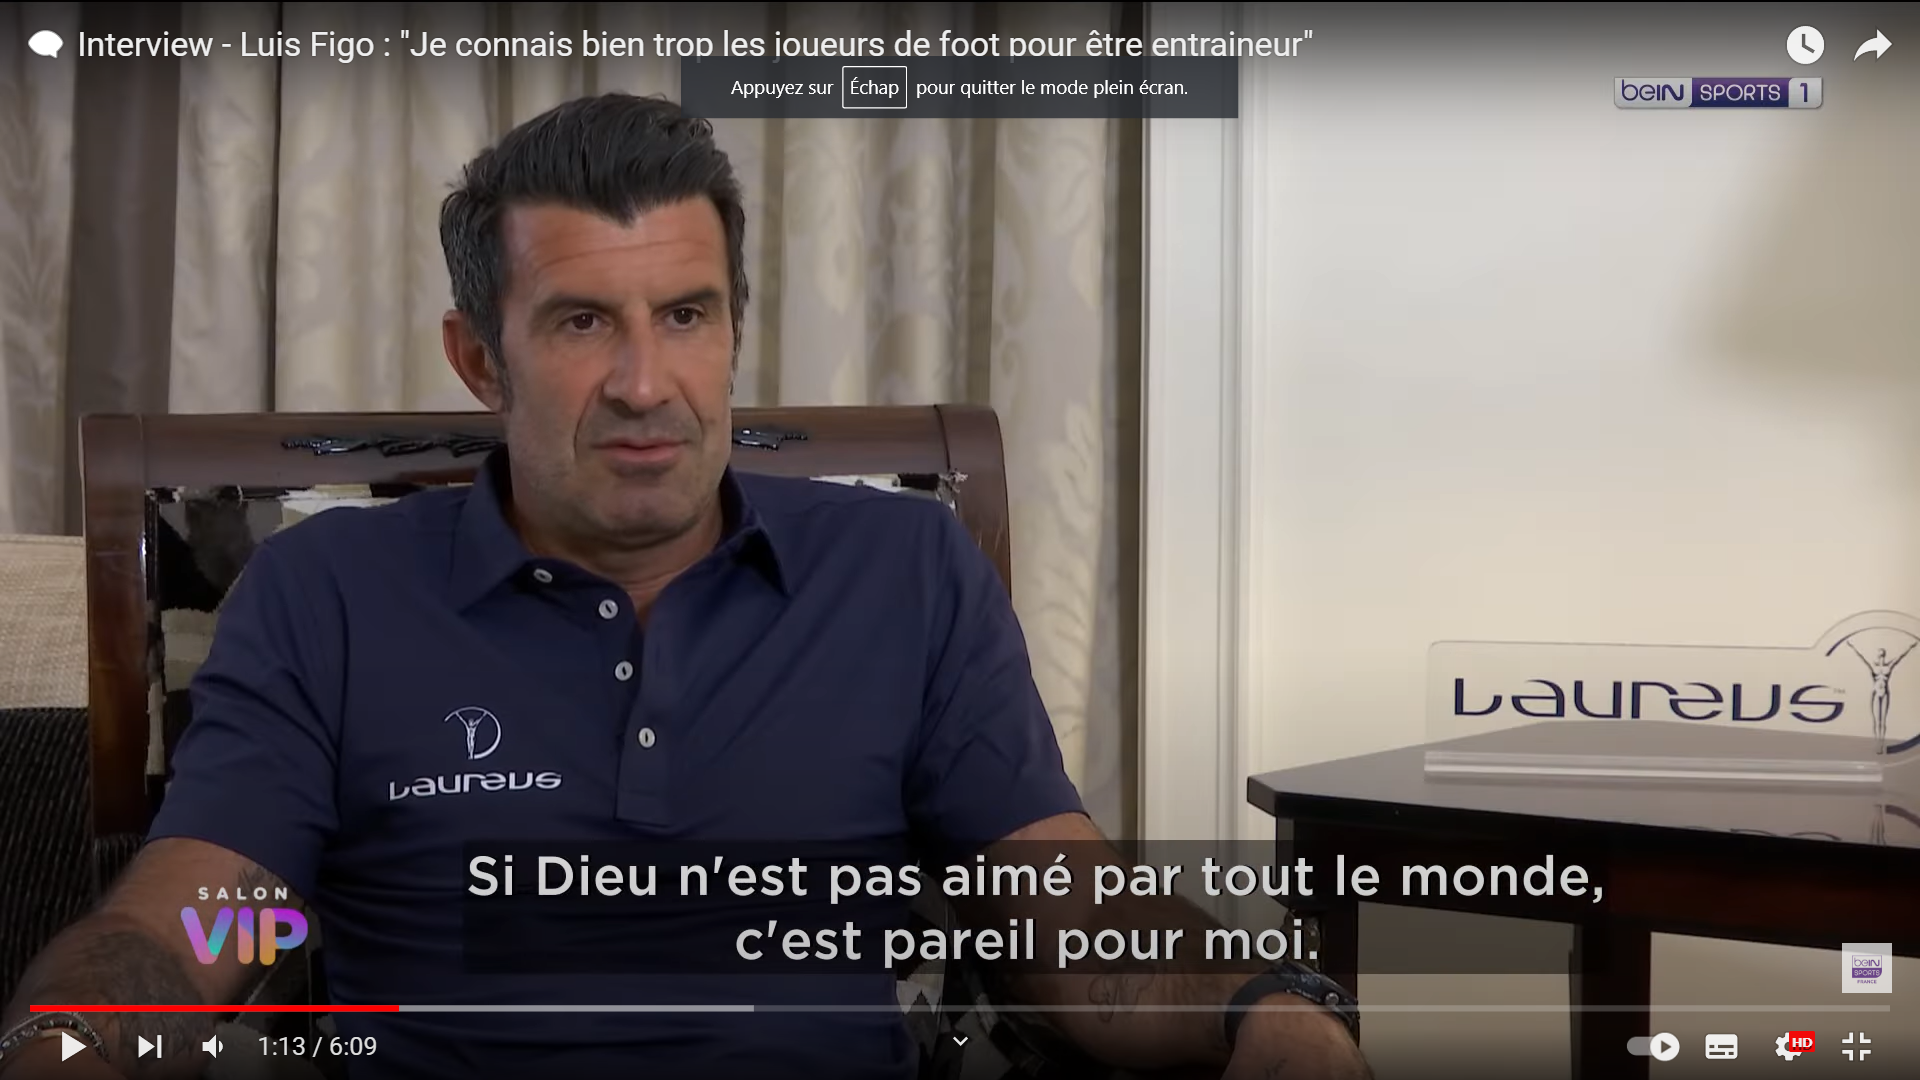 Interview - Luis Figo : "Je connais bien trop les joueurs de foot pour être entraineur"
Appuyez sur Échap pour quitter le mode plein écran.
beIN SPORTS 1
Laureus
Laureus
SALON
VIP
Si Dieu n'est pas aimé par tout le monde,
c'est pareil pour moi.
beIN
SPORTS
FRANCE
1:13 / 6:09
HD